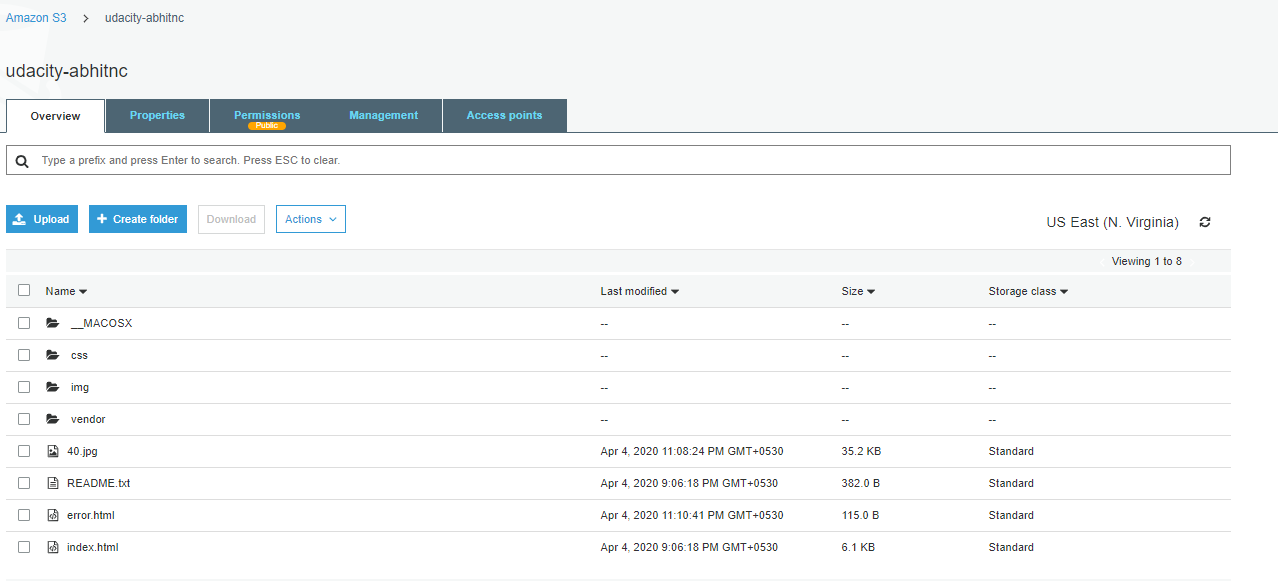 Amazon S3 > udacity-abhitnc
udacity-abhitnc
Overview Properties Permissions Management Access points
Public
Type a prefix and press Enter to search. Press ESC to clear.
Upload + Create folder Download Actions
US East (N. Virginia)
Viewing 1 to 8
Name Last modified Size Storage class
__MACOSX -- -- --
css -- -- --
img -- -- --
vendor -- -- --
40.jpg Apr 4, 2020 11:08:24 PM GMT+0530 35.2 KB Standard
README.txt Apr 4, 2020 9:06:18 PM GMT+0530 382.0 B Standard
error.html Apr 4, 2020 11:10:41 PM GMT+0530 115.0 B Standard
index.html Apr 4, 2020 9:06:18 PM GMT+0530 6.1 KB Standard